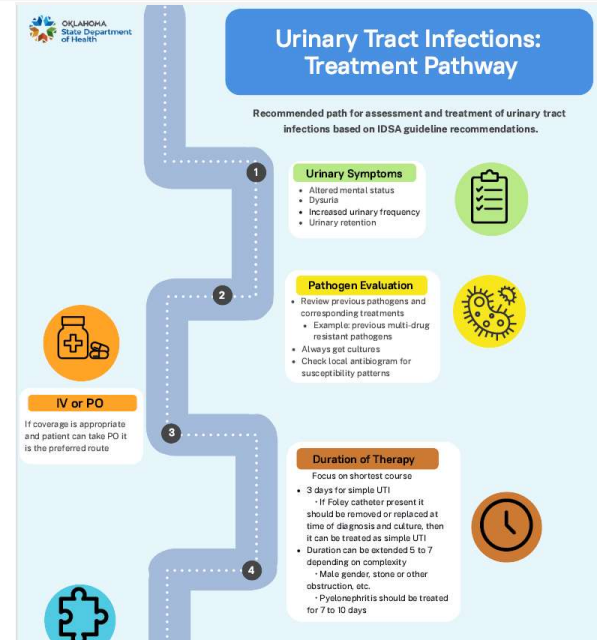 OKLAHOMA
State Department
of Health
Urinary Tract Infections:
Treatment Pathway
Recommended path for assessment and treatment of urinary tract
infections based on IDSA guideline recommendations.
1
Urinary Symptoms
• Altered mental status
• Dysuria
• Increased urinary frequency
• Urinary retention
2
Pathogen Evaluation
• Review previous pathogens and
corresponding treatments
• Example: previous multi-drug
resistant pathogens
• Always get cultures
• Check local antibiogram for
susceptibility patterns
IV or PO
If coverage is appropriate
and patient can take PO it
is the preferred route
3
Duration of Therapy
Focus on shortest course
• 3 days for simple UTI
• If Foley catheter present it
should be removed or replaced at
time of diagnosis and culture, then
it can be treated as simple UTI
• Duration can be extended 5 to 7
depending on complexity
• Male gender, stone or other
obstruction, etc.
• Pyelonephritis should be treated
for 7 to 10 days
4